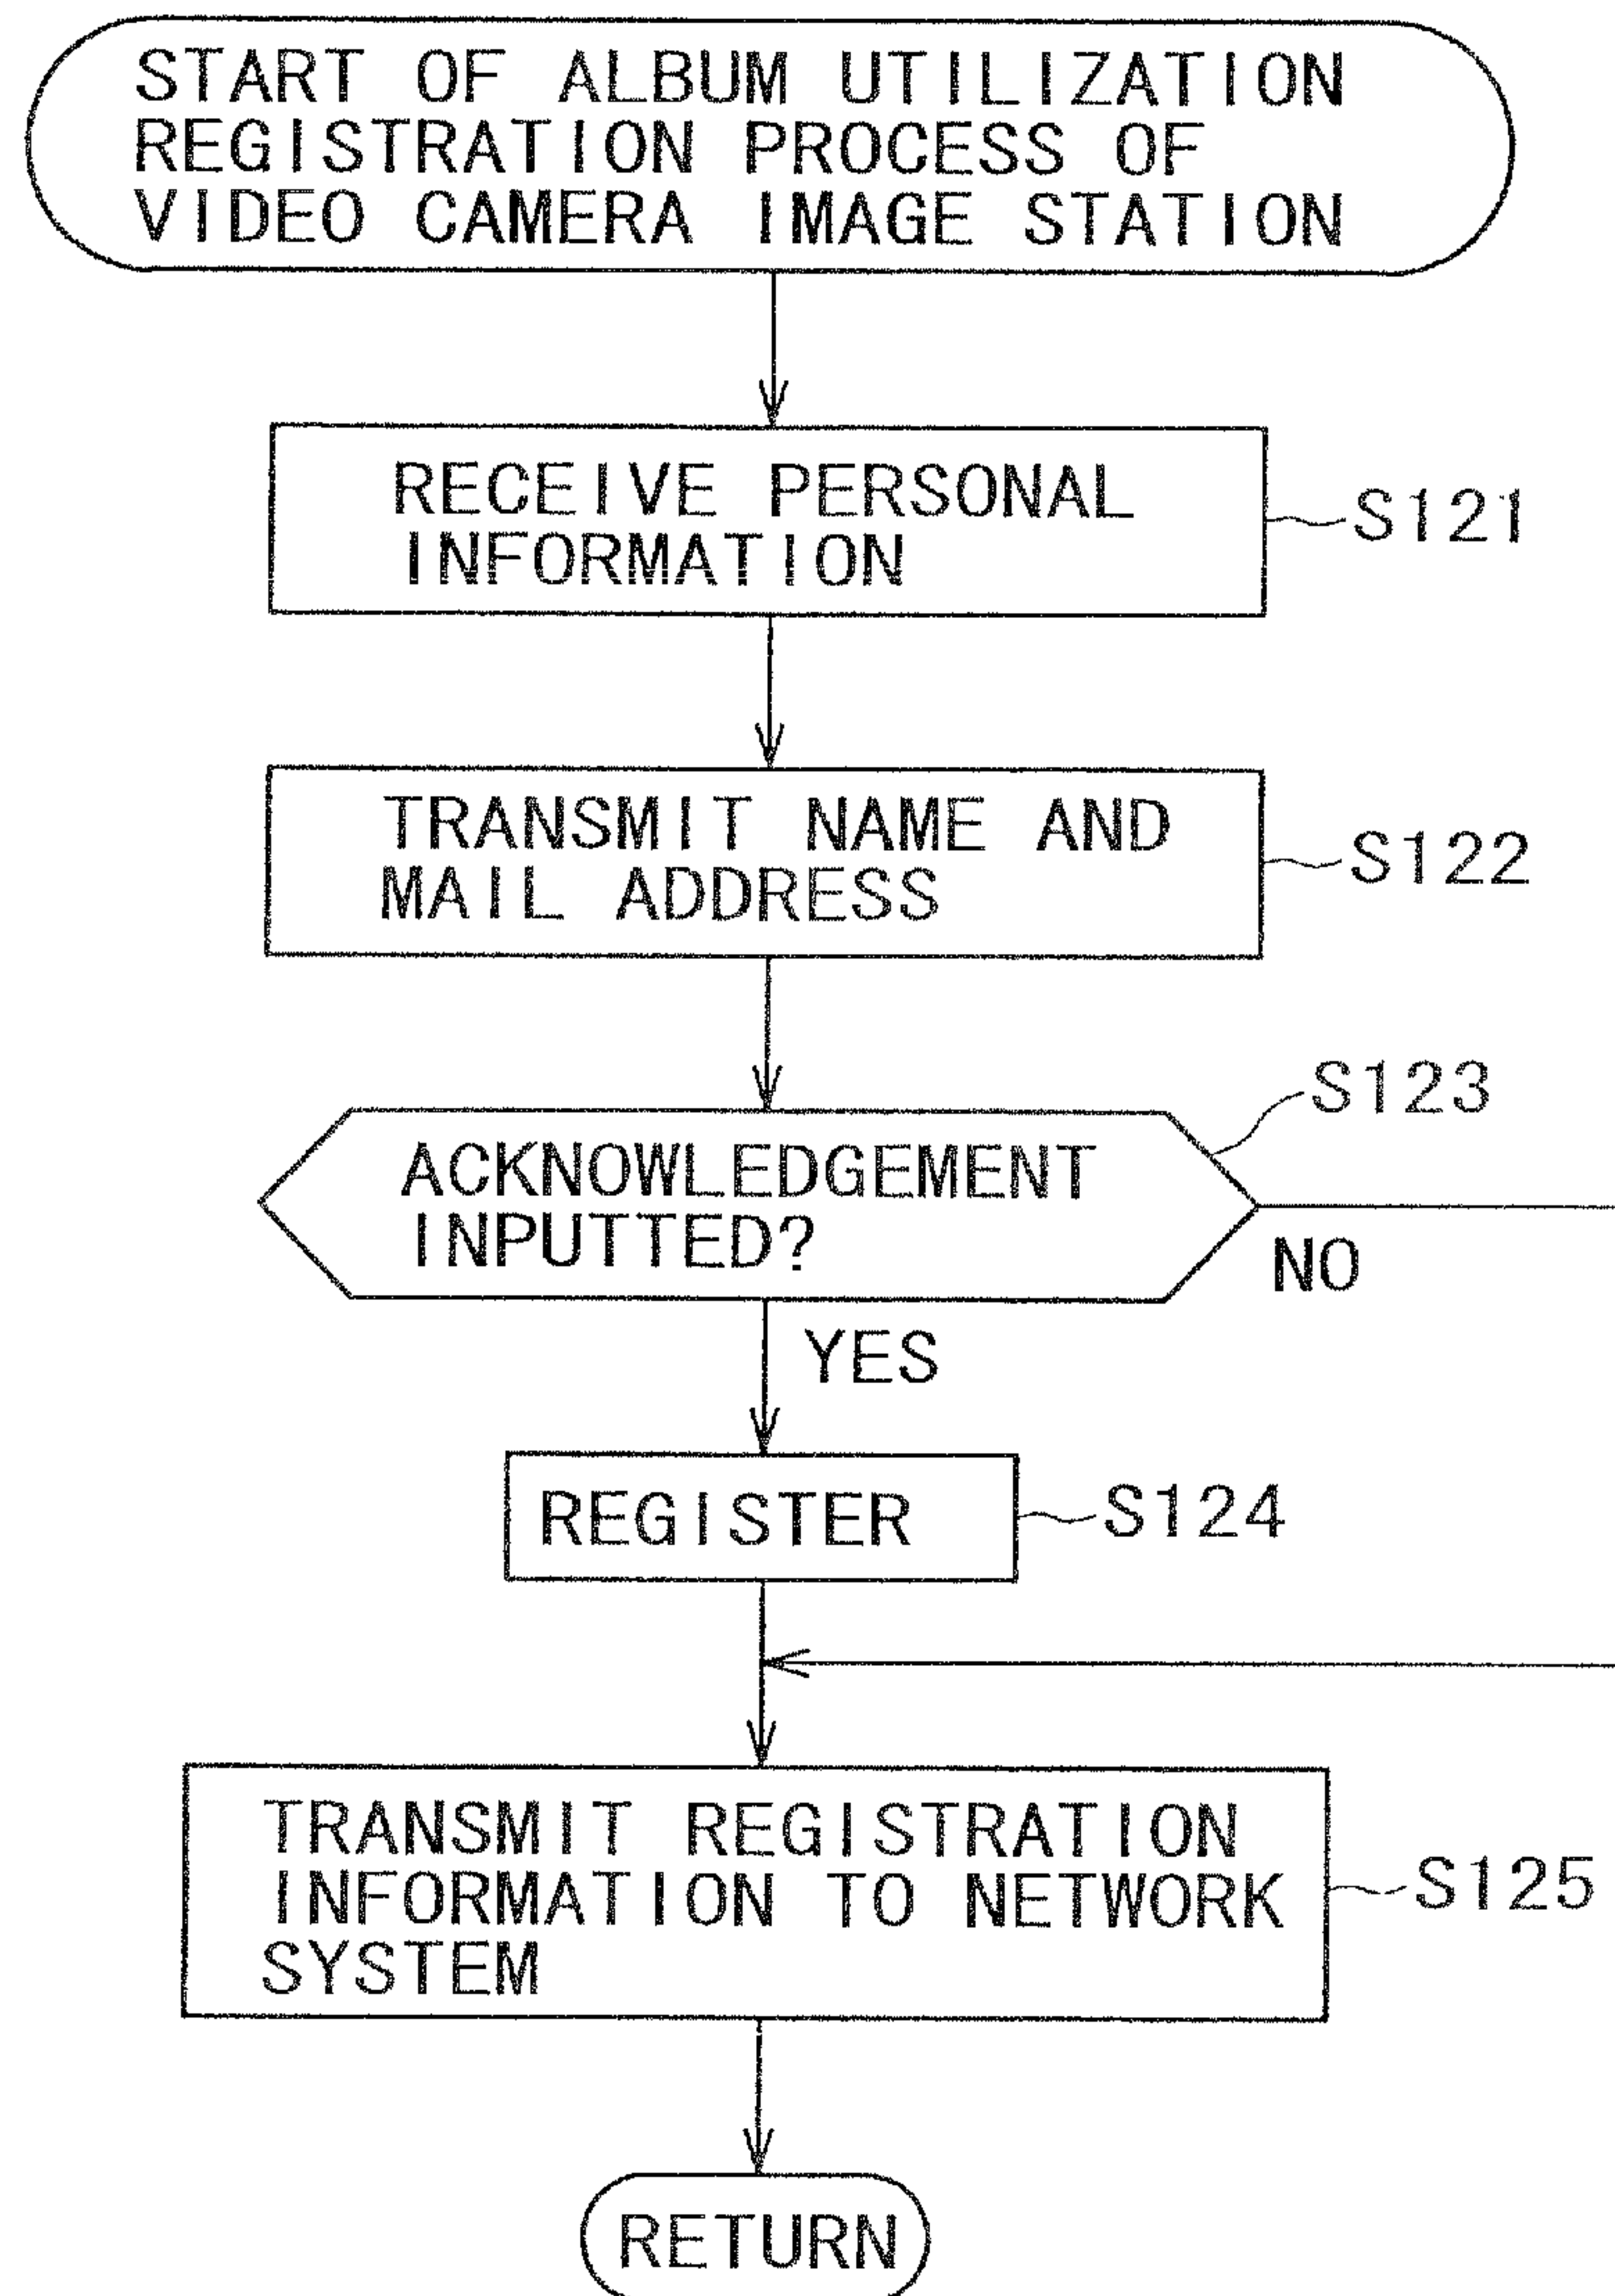 START OF ALBUM UTILIZATION
REGISTRATION PROCESS OF
VIDEO CAMERA IMAGE STATION
RECEIVE PERSONAL
INFORMATION
S121
TRANSMIT NAME AND
MAIL ADDRESS
S122
S123
ACKNOWLEDGEMENT
INPUTTED?
NO
YES
REGISTER
S124
TRANSMIT REGISTRATION
INFORMATION TO NETWORK
SYSTEM
S125
RETURN